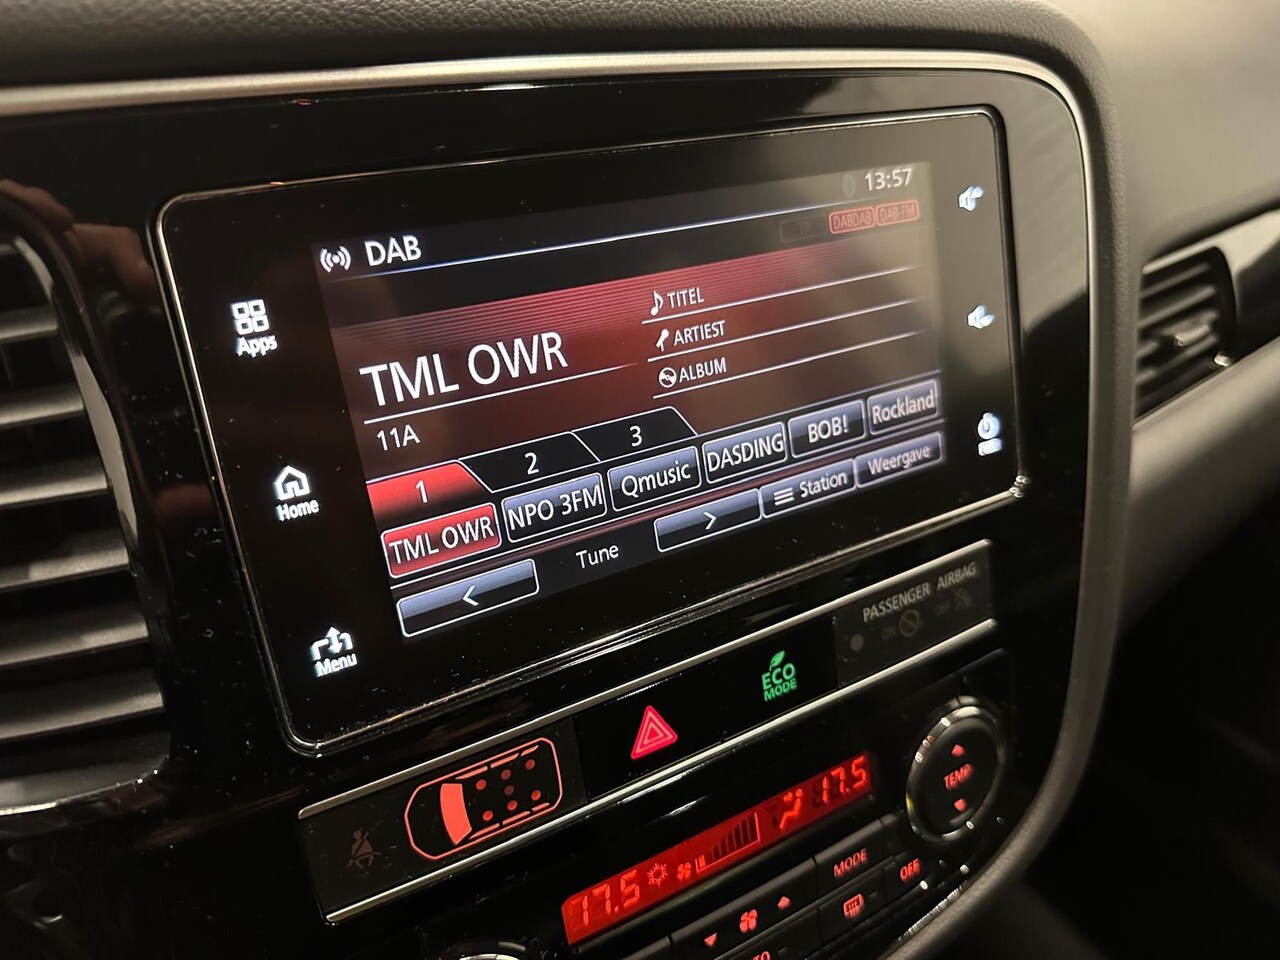 13:57
DAB
TP DABDAB DAB-FM
Apps
TITEL
TML OWR
ARTIEST
ALBUM
11A
1 2 3
TML OWR NPO 3FM Qmusic DASDING BOB! Rockland
< Tune > Station Weergave
Home
Menu
PASSENGER AIRBAG
ON OFF
ECO
MODE
17.5 17.5
TEMP
MODE OFF